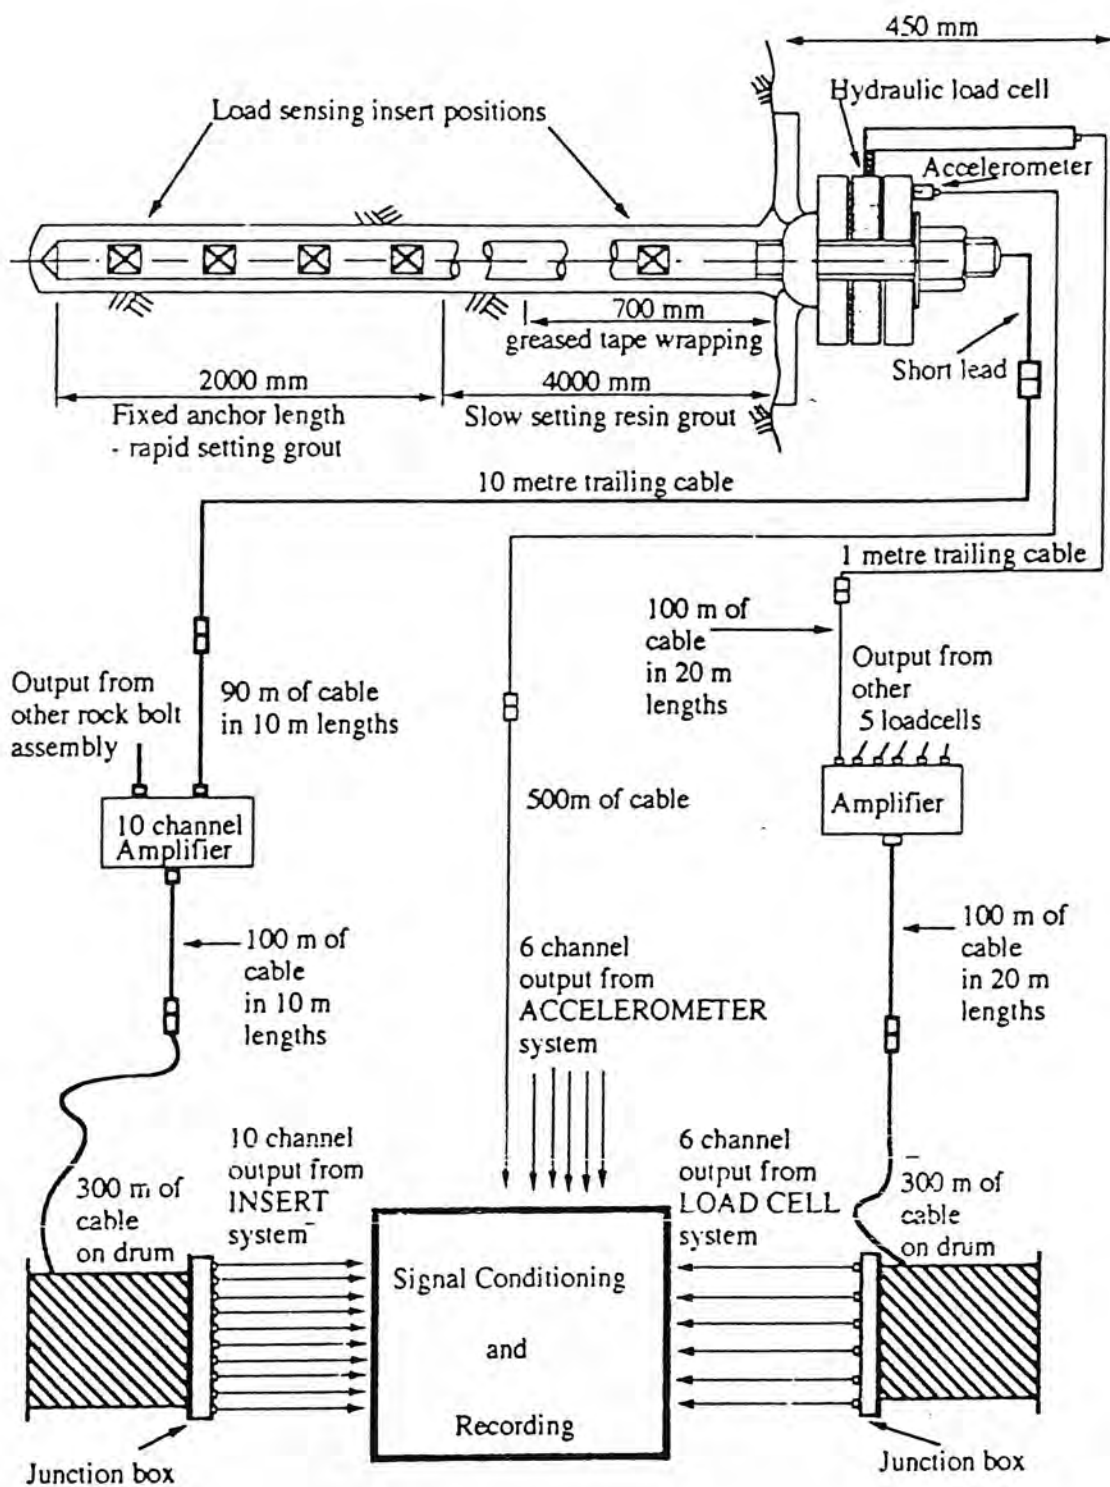 450 mm
Hydraulic load cell
Load sensing insert positions
Accelerometer
700 mm
greased tape wrapping
Short lead
2000 mm
4000 mm
Fixed anchor length
- rapid setting grout
Slow setting resin grout
10 metre trailing cable
1 metre trailing cable
100 m of
cable
in 20 m
lengths
Output from
other
5 loadcells
Output from
other rock bolt
assembly
90 m of cable
in 10 m lengths
500m of cable
Amplifier
10 channel
Amplifier
100 m of
cable
in 10 m
lengths
6 channel
output from
ACCELEROMETER
system
100 m of
cable
in 20 m
lengths
10 channel
output from
INSERT
system
6 channel
output from
LOAD CELL
system
300 m of
cable
on drum
300 m of
cable
on drum
Signal Conditioning
and
Recording
Junction box
Junction box